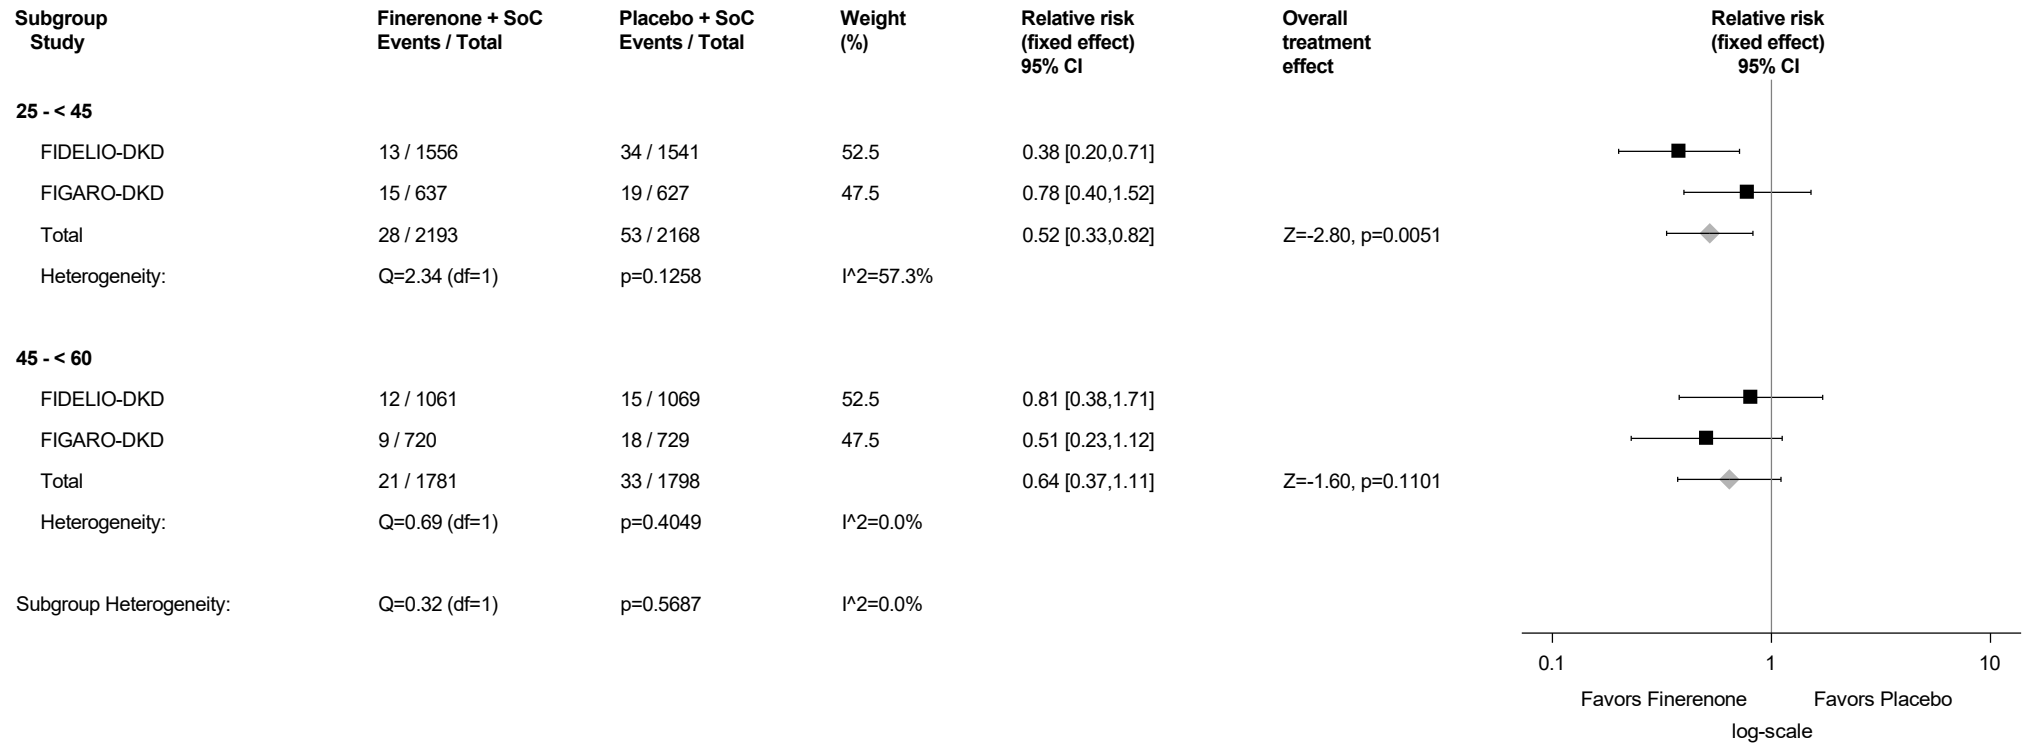 Subgroup Finerenone + SoC Placebo + SoC Weight Relative risk Overall Relative risk
Study Events / Total Events / Total (%) (fixed effect) treatment (fixed effect)
95% CI effect 95% CI
25 - < 45
FIDELIO-DKD 13 / 1556 34 / 1541 52.5 0.38 [0.20,0.71]
FIGARO-DKD 15 / 637 19 / 627 47.5 0.78 [0.40,1.52]
Total 28 / 2193 53 / 2168 0.52 [0.33,0.82] Z=-2.80, p=0.0051
Heterogeneity: Q=2.34 (df=1) p=0.1258 I^2=57.3%
45 - < 60
FIDELIO-DKD 12 / 1061 15 / 1069 52.5 0.81 [0.38,1.71]
FIGARO-DKD 9 / 720 18 / 729 47.5 0.51 [0.23,1.12]
Total 21 / 1781 33 / 1798 0.64 [0.37,1.11] Z=-1.60, p=0.1101
Heterogeneity: Q=0.69 (df=1) p=0.4049 I^2=0.0%
Subgroup Heterogeneity: Q=0.32 (df=1) p=0.5687 I^2=0.0%
0.1 1 10
Favors Finerenone Favors Placebo
log-scale